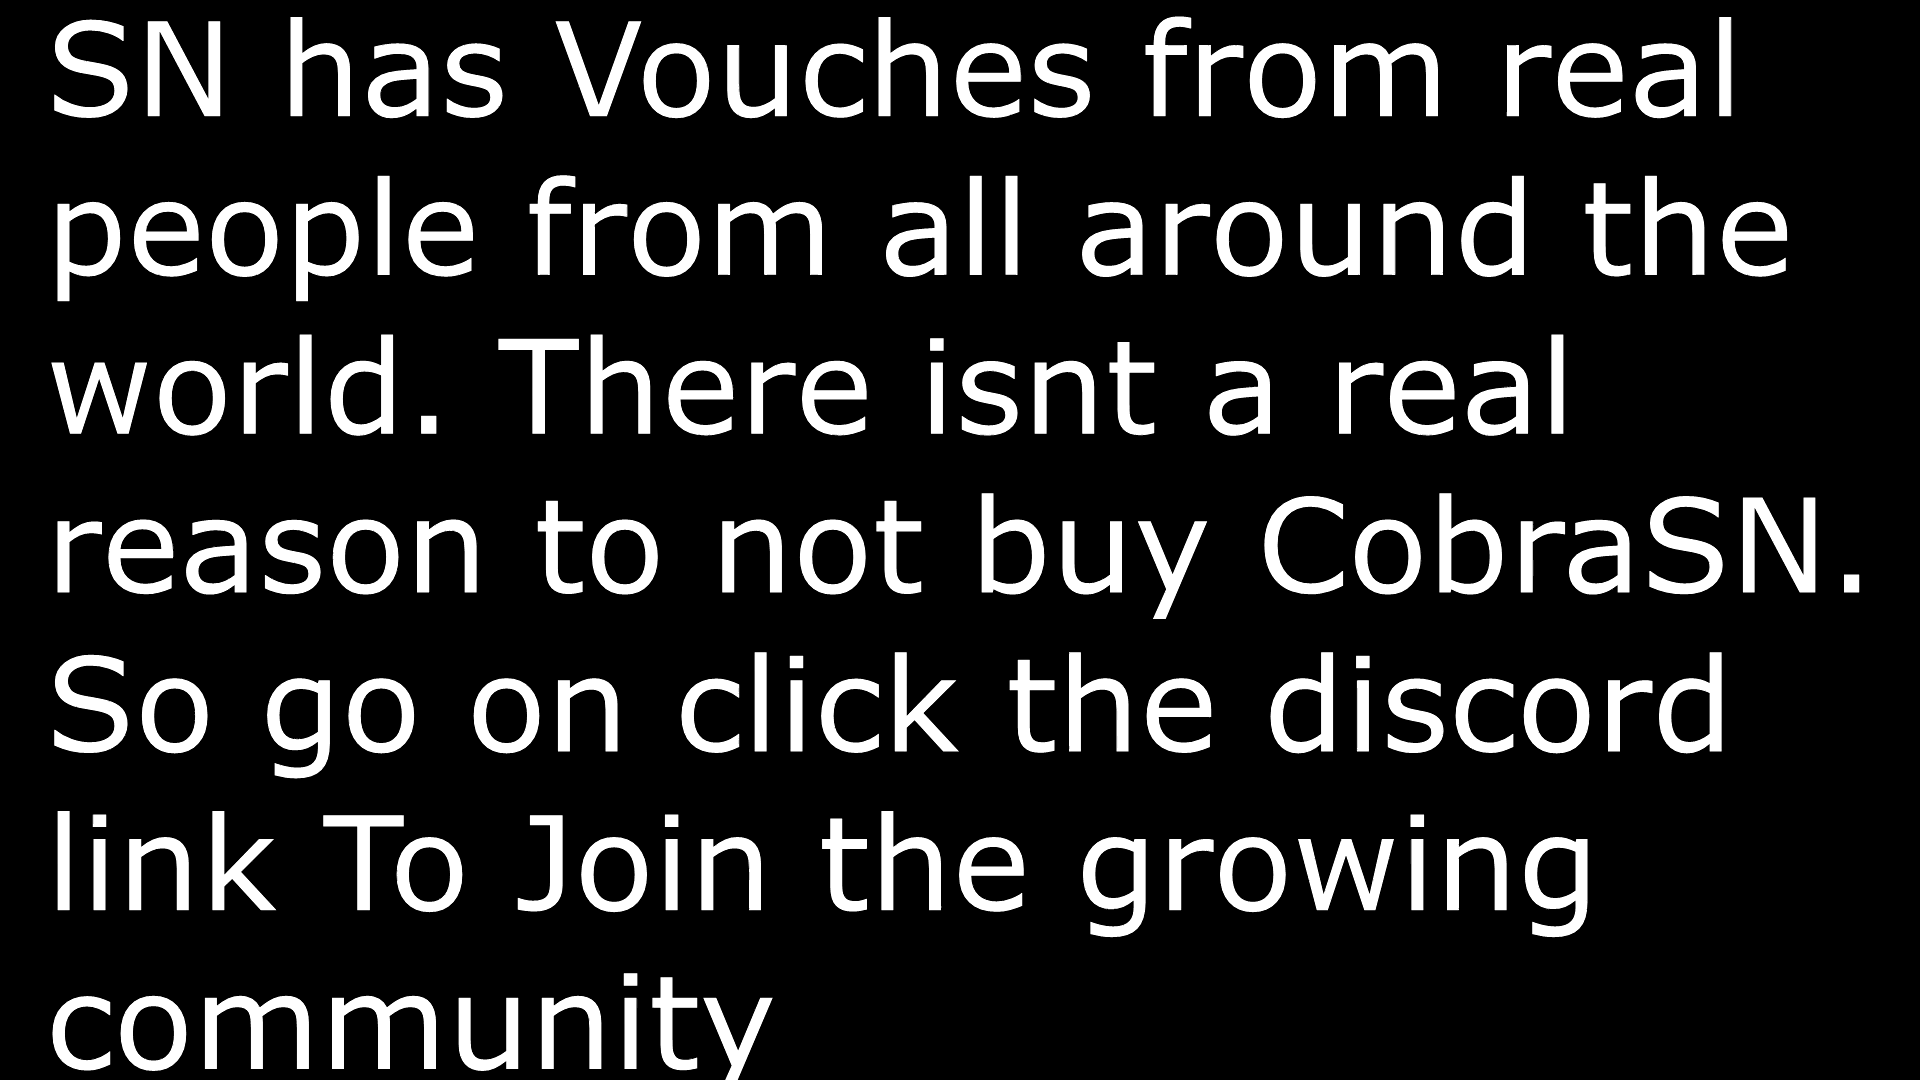 SN has Vouches from real
people from all around the
world. There isnt a real
reason to not buy CobraSN.
So go on click the discord
link To Join the growing
community